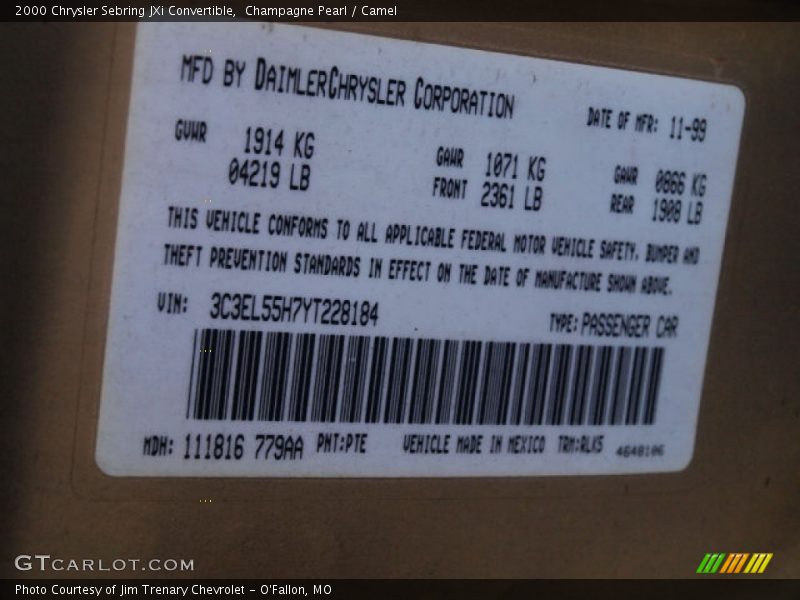 2000 Chrysler Sebring JXi Convertible,  Champagne Pearl / Camel
MFD BY DAIMLERCHRYSLER CORPORATION
DATE OF MFR: 11-99
GVWR 1914 KG
04219 LB
GAWR 1071 KG
FRONT 2361 LB
GAWR 0866 KG
REAR 1908 LB
THIS VEHICLE CONFORMS TO ALL APPLICABLE FEDERAL MOTOR VEHICLE SAFETY, BUMPER AND
THEFT PREVENTION STANDARDS IN EFFECT ON THE DATE OF MANUFACTURE SHOWN ABOVE.
VIN: 3C3EL55H7YT228184
TYPE: PASSENGER CAR
MDH: 111816 779AA PNT:PTE VEHICLE MADE IN MEXICO TRM:RLK5 4648106
GTCARLOT.COM
Photo Courtesy of Jim Trenary Chevrolet - O'Fallon, MO